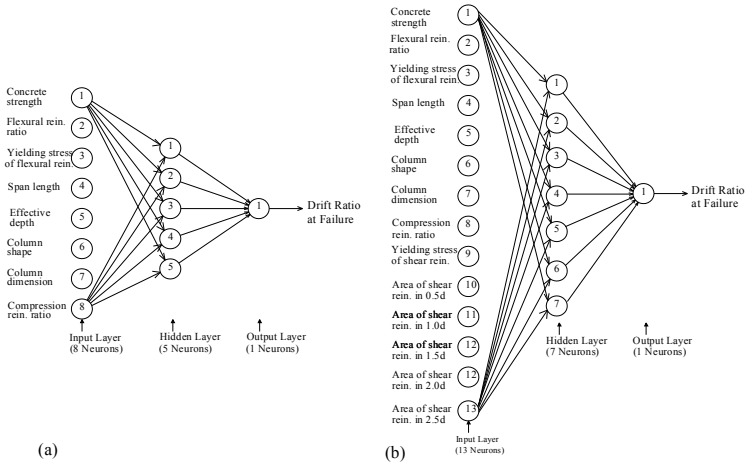 Concrete
strength
1
Flexural rein.
ratio
2
Yielding stress
of flexural rein.
3
Span length
4
Effective
depth
5
Column
shape
6
Column
dimension
7
Compression
rein. ratio
8
1
2
3
4
5
1
Drift Ratio
at Failure
Input Layer
(8 Neurons)
Hidden Layer
(5 Neurons)
Output Layer
(1 Neurons)
(a)
Concrete
strength
1
Flexural rein.
ratio
2
Yielding stress
of flexural rein.
3
Span length
4
Effective
depth
5
Column
shape
6
Column
dimension
7
Compression
rein. ratio
8
Yielding stress
of shear rein.
9
Area of shear
rein. in 0.5d
10
Area of shear
rein. in 1.0d
11
Area of shear
rein. in 1.5d
12
Area of shear
rein. in 2.0d
12
Area of shear
rein. in 2.5d
13
1
2
3
4
5
6
7
1
Drift Ratio
at Failure
Input Layer
(13 Neurons)
Hidden Layer
(7 Neurons)
Output Layer
(1 Neurons)
(b)